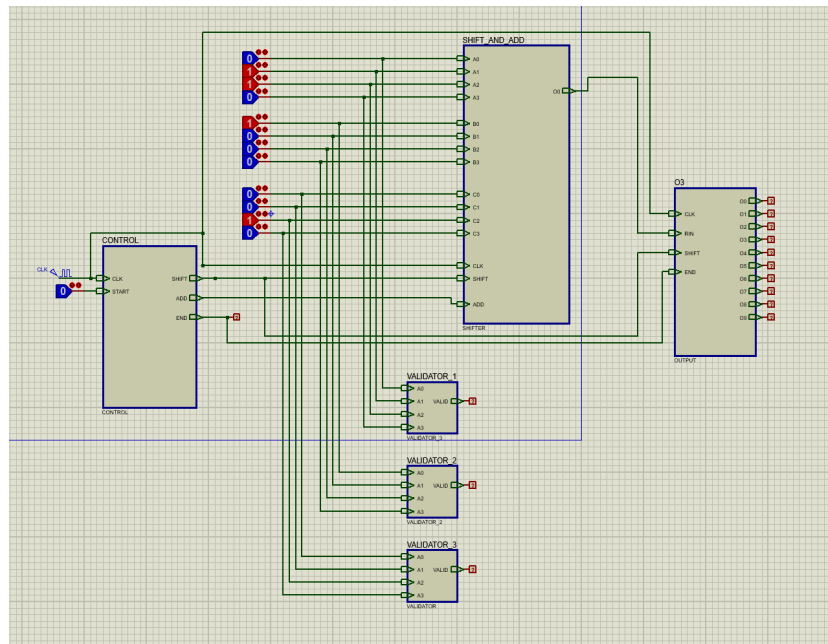 SHIFT_AND_ADD
0
1
1
0
A0
A1
A2
A3
O0
1
0
0
0
B0
B1
B2
B3
0
0
1
0
C0
C1
C2
C3
CLK
SHIFT
ADD
SHIFTER
O3
CLK
RIN
SHIFT
END
O0
O1
O2
O3
O4
O5
O6
O7
O8
O9
OUTPUT
CONTROL
CLK
0
CLK
START
SHIFT
ADD
END
CONTROL
VALIDATOR_1
A0
A1
A2
A3
VALID
VALIDATOR_3
VALIDATOR_2
A0
A1
A2
A3
VALID
VALIDATOR_2
VALIDATOR_3
A0
A1
A2
A3
VALID
VALIDATOR